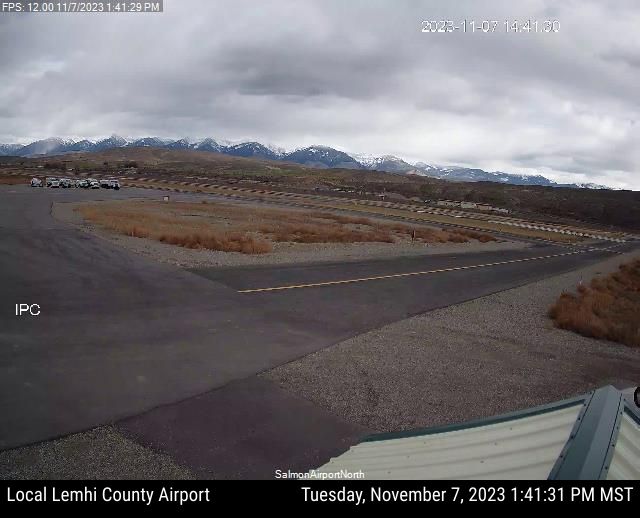 FPS: 12.00 11/7/2023 1:41:29 PM
2023-11-07 14:41:30
IPC
SalmonAirportNorth
Local Lemhi County Airport Tuesday, November 7, 2023 1:41:31 PM MST